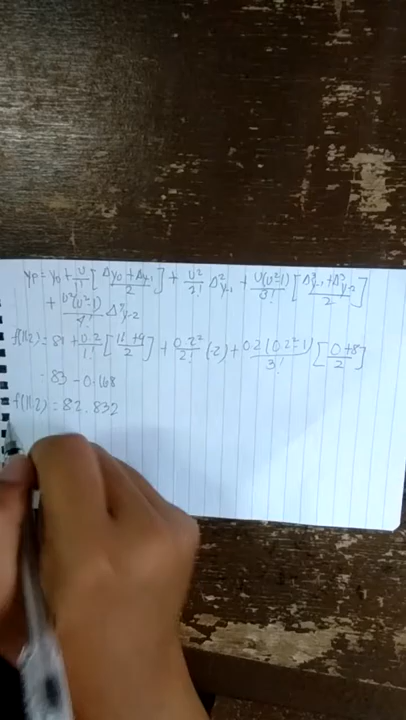 yp = y0 + U/1! [Δy0 + Δy-1 / 2] + U²/2! Δ²y-1 + U(U²-1)/3! [Δ³y-1 + Δ³y-2 / 2]
+ U²(U²-1)/4! Δ⁴y-2
f(11.2) = 81 + 0.2/1! [11+9 / 2] + 0.2²/2! (2) + 0.2(0.2²-1)/3! [0+8 / 2]
= 83 - 0.168
f(11.2) = 82.832